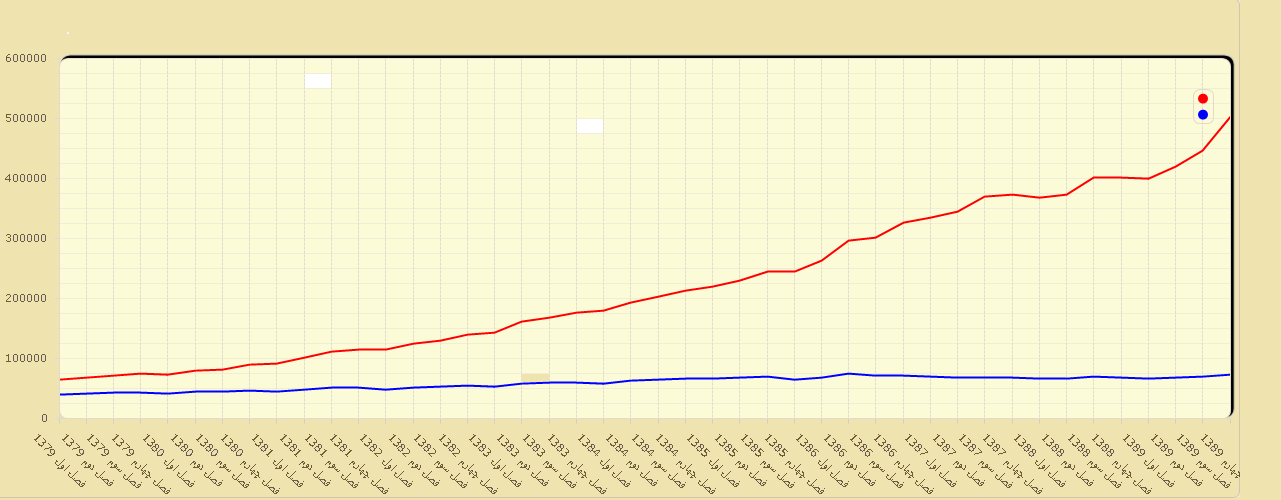 600000
500000
400000
300000
200000
100000
0
فصل اول 1379
فصل دوم 1379
فصل سوم 1379
فصل چهارم 1379
فصل اول 1380
فصل دوم 1380
فصل سوم 1380
فصل چهارم 1380
فصل اول 1381
فصل دوم 1381
فصل سوم 1381
فصل چهارم 1381
فصل اول 1382
فصل دوم 1382
فصل سوم 1382
فصل چهارم 1382
فصل اول 1383
فصل دوم 1383
فصل سوم 1383
فصل چهارم 1383
فصل اول 1384
فصل دوم 1384
فصل سوم 1384
فصل چهارم 1384
فصل اول 1385
فصل دوم 1385
فصل سوم 1385
فصل چهارم 1385
فصل اول 1386
فصل دوم 1386
فصل سوم 1386
فصل چهارم 1386
فصل اول 1387
فصل دوم 1387
فصل سوم 1387
فصل چهارم 1387
فصل اول 1388
فصل دوم 1388
فصل سوم 1388
فصل چهارم 1388
فصل اول 1389
فصل دوم 1389
فصل سوم 1389
چهارم 1389